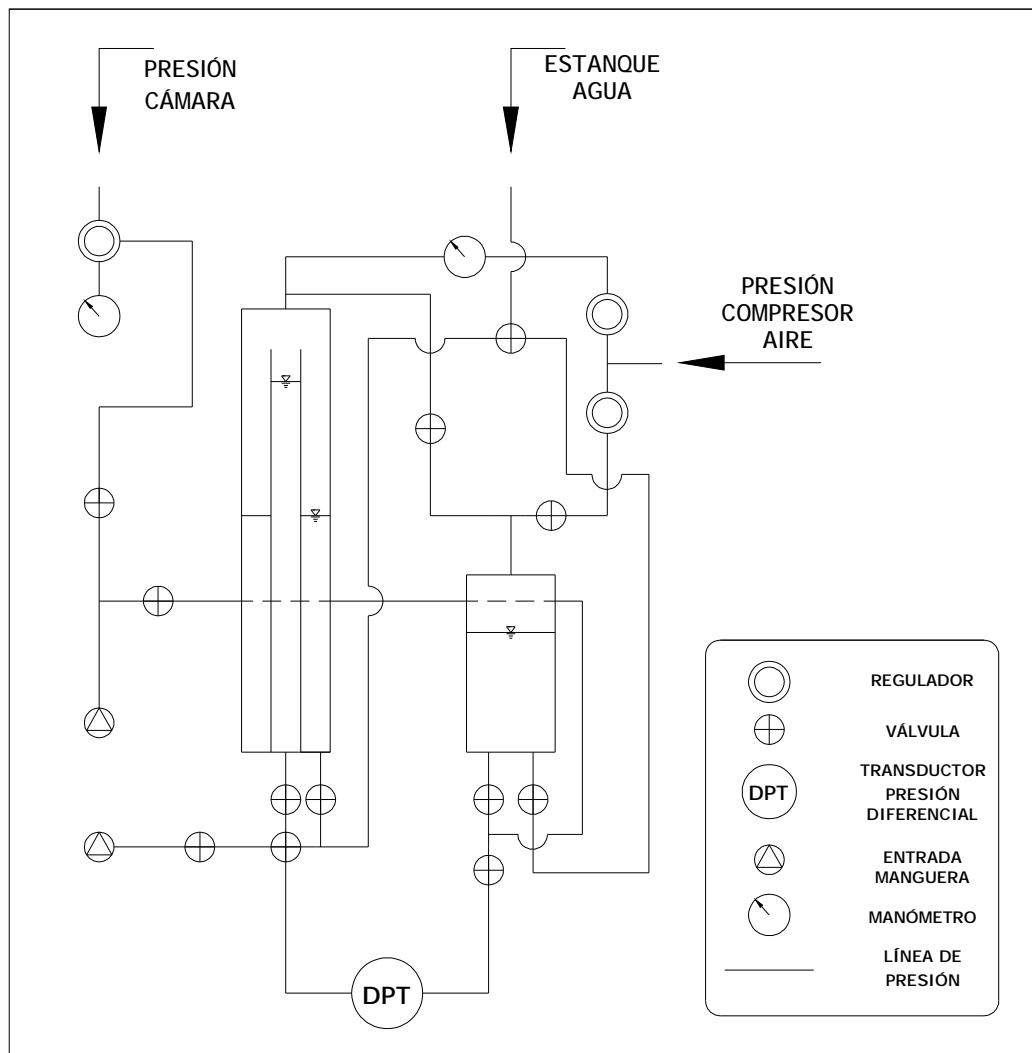 PRESIÓN
CÁMARA
ESTANQUE
AGUA
PRESIÓN
COMPRESOR
AIRE
DPT
REGULADOR
VÁLVULA
DPT
TRANSDUCTOR
PRESIÓN
DIFERENCIAL
ENTRADA
MANGUERA
MANÓMETRO
LÍNEA DE
PRESIÓN